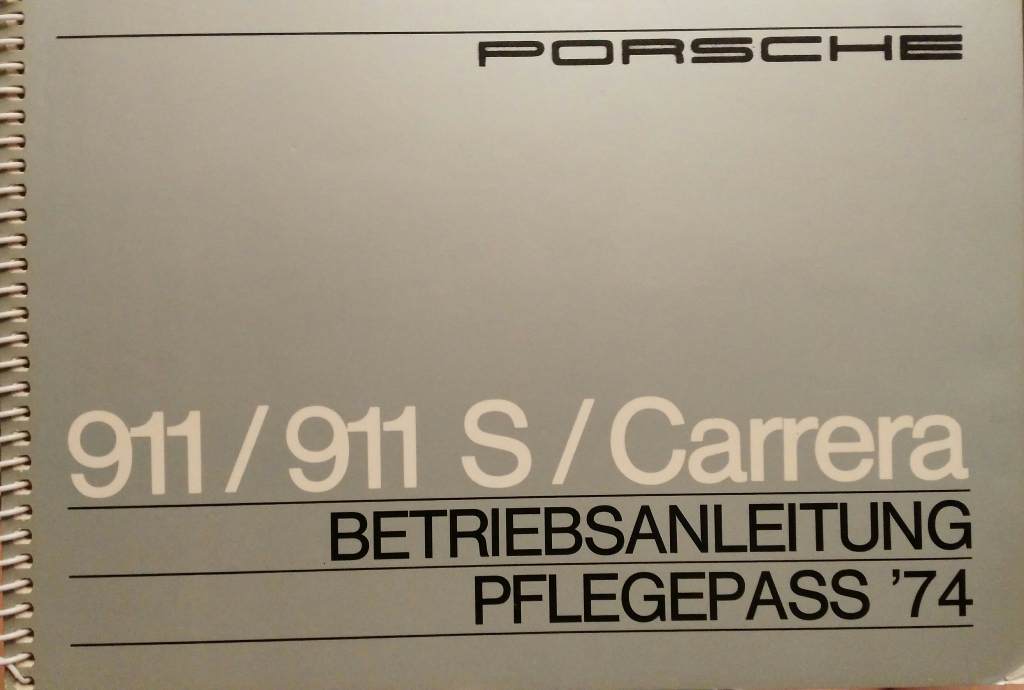 PORSCHE
911 / 911 S / Carrera
BETRIEBSANLEITUNG
PFLEGEPASS '74